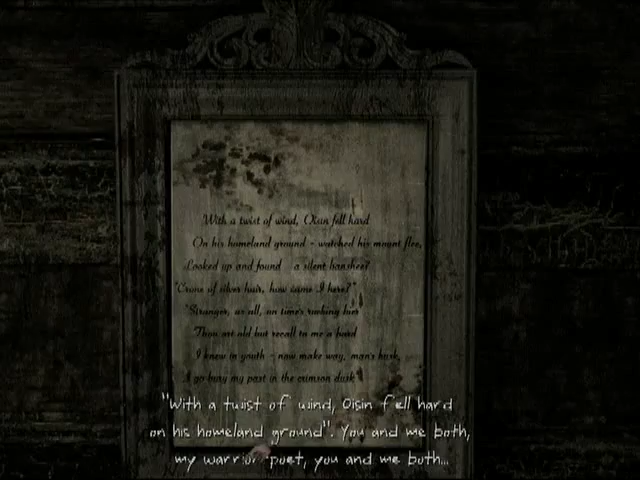 With a twist of wind, Oisin fell hard
On his homeland ground - watched his mount flee,
Looked up and found a silent banshee?
"Crone of silver hair, how came I here?"
"Stranger, as all, on time's rocking bier
Thou art old but recall to me a bard
I knew in youth - now make way, man's husk,
I go bury my past in the crimson dusk"
"With a twist of wind, Oisin fell hard
on his homeland ground". You and me both,
my warrior poet, you and me both...